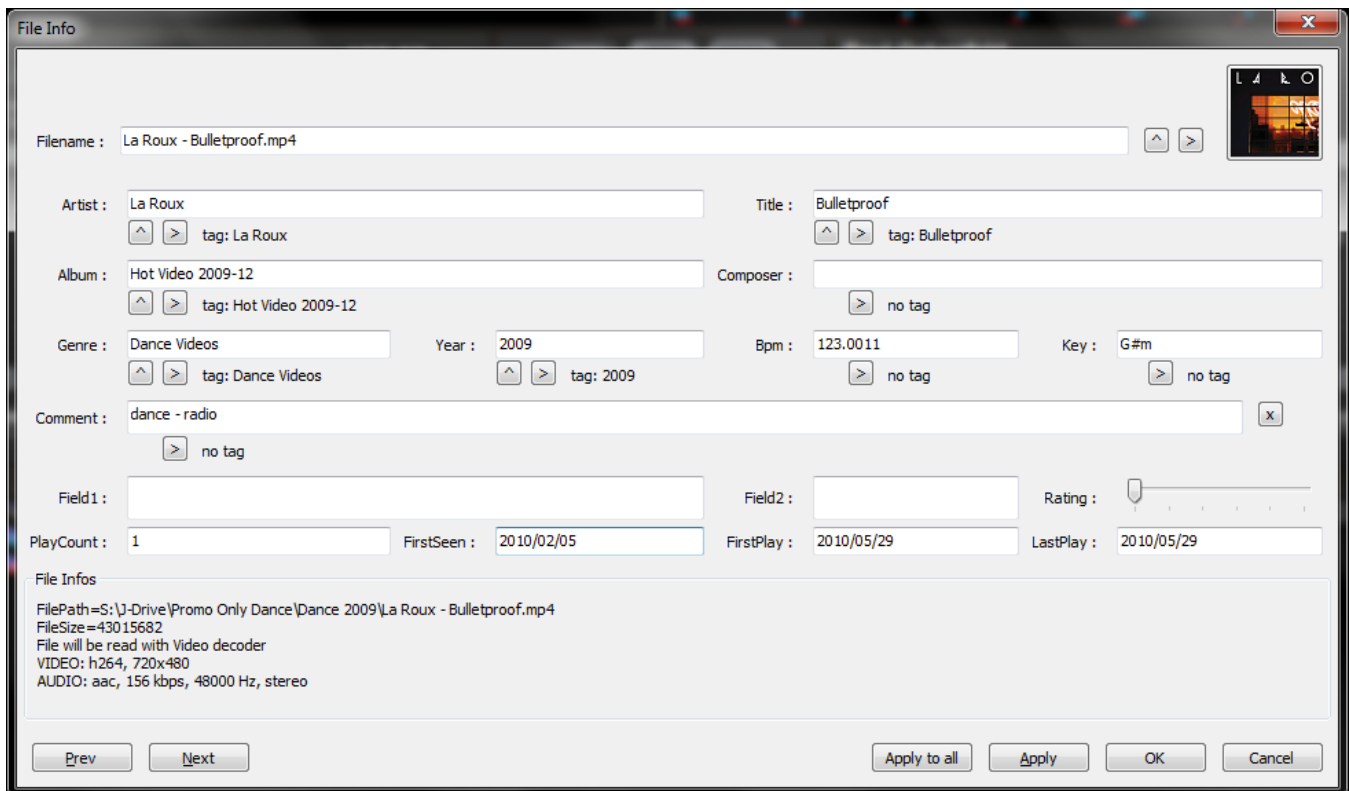 File Info
x
L A R O
Filename : La Roux - Bulletproof.mp4 ^ >
Artist : La Roux Title : Bulletproof
^ > tag: La Roux ^ > tag: Bulletproof
Album : Hot Video 2009-12 Composer :
^ > tag: Hot Video 2009-12 > no tag
Genre : Dance Videos Year : 2009 Bpm : 123.0011 Key : G#m
^ > tag: Dance Videos ^ > tag: 2009 > no tag > no tag
Comment : dance - radio x
> no tag
Field1 : Field2 : Rating :
PlayCount : 1 FirstSeen : 2010/02/05 FirstPlay : 2010/05/29 LastPlay : 2010/05/29
File Infos
FilePath=S:\J-Drive\Promo Only Dance\Dance 2009\La Roux - Bulletproof.mp4
FileSize=43015682
File will be read with Video decoder
VIDEO: h264, 720x480
AUDIO: aac, 156 kbps, 48000 Hz, stereo
Prev Next Apply to all Apply OK Cancel